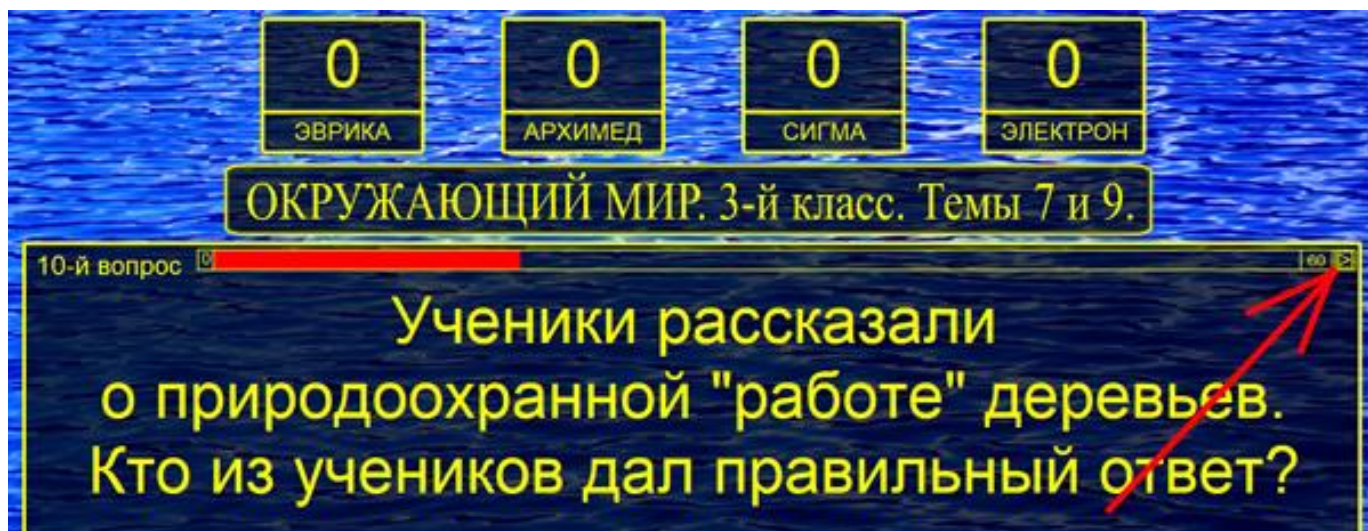 0 0 0 0
ЭВРИКА АРХИМЕД СИГМА ЭЛЕКТРОН
ОКРУЖАЮЩИЙ МИР. 3-й класс. Темы 7 и 9.
10-й вопрос 0 60 >
Ученики рассказали
о природоохранной "работе" деревьев.
Кто из учеников дал правильный ответ?